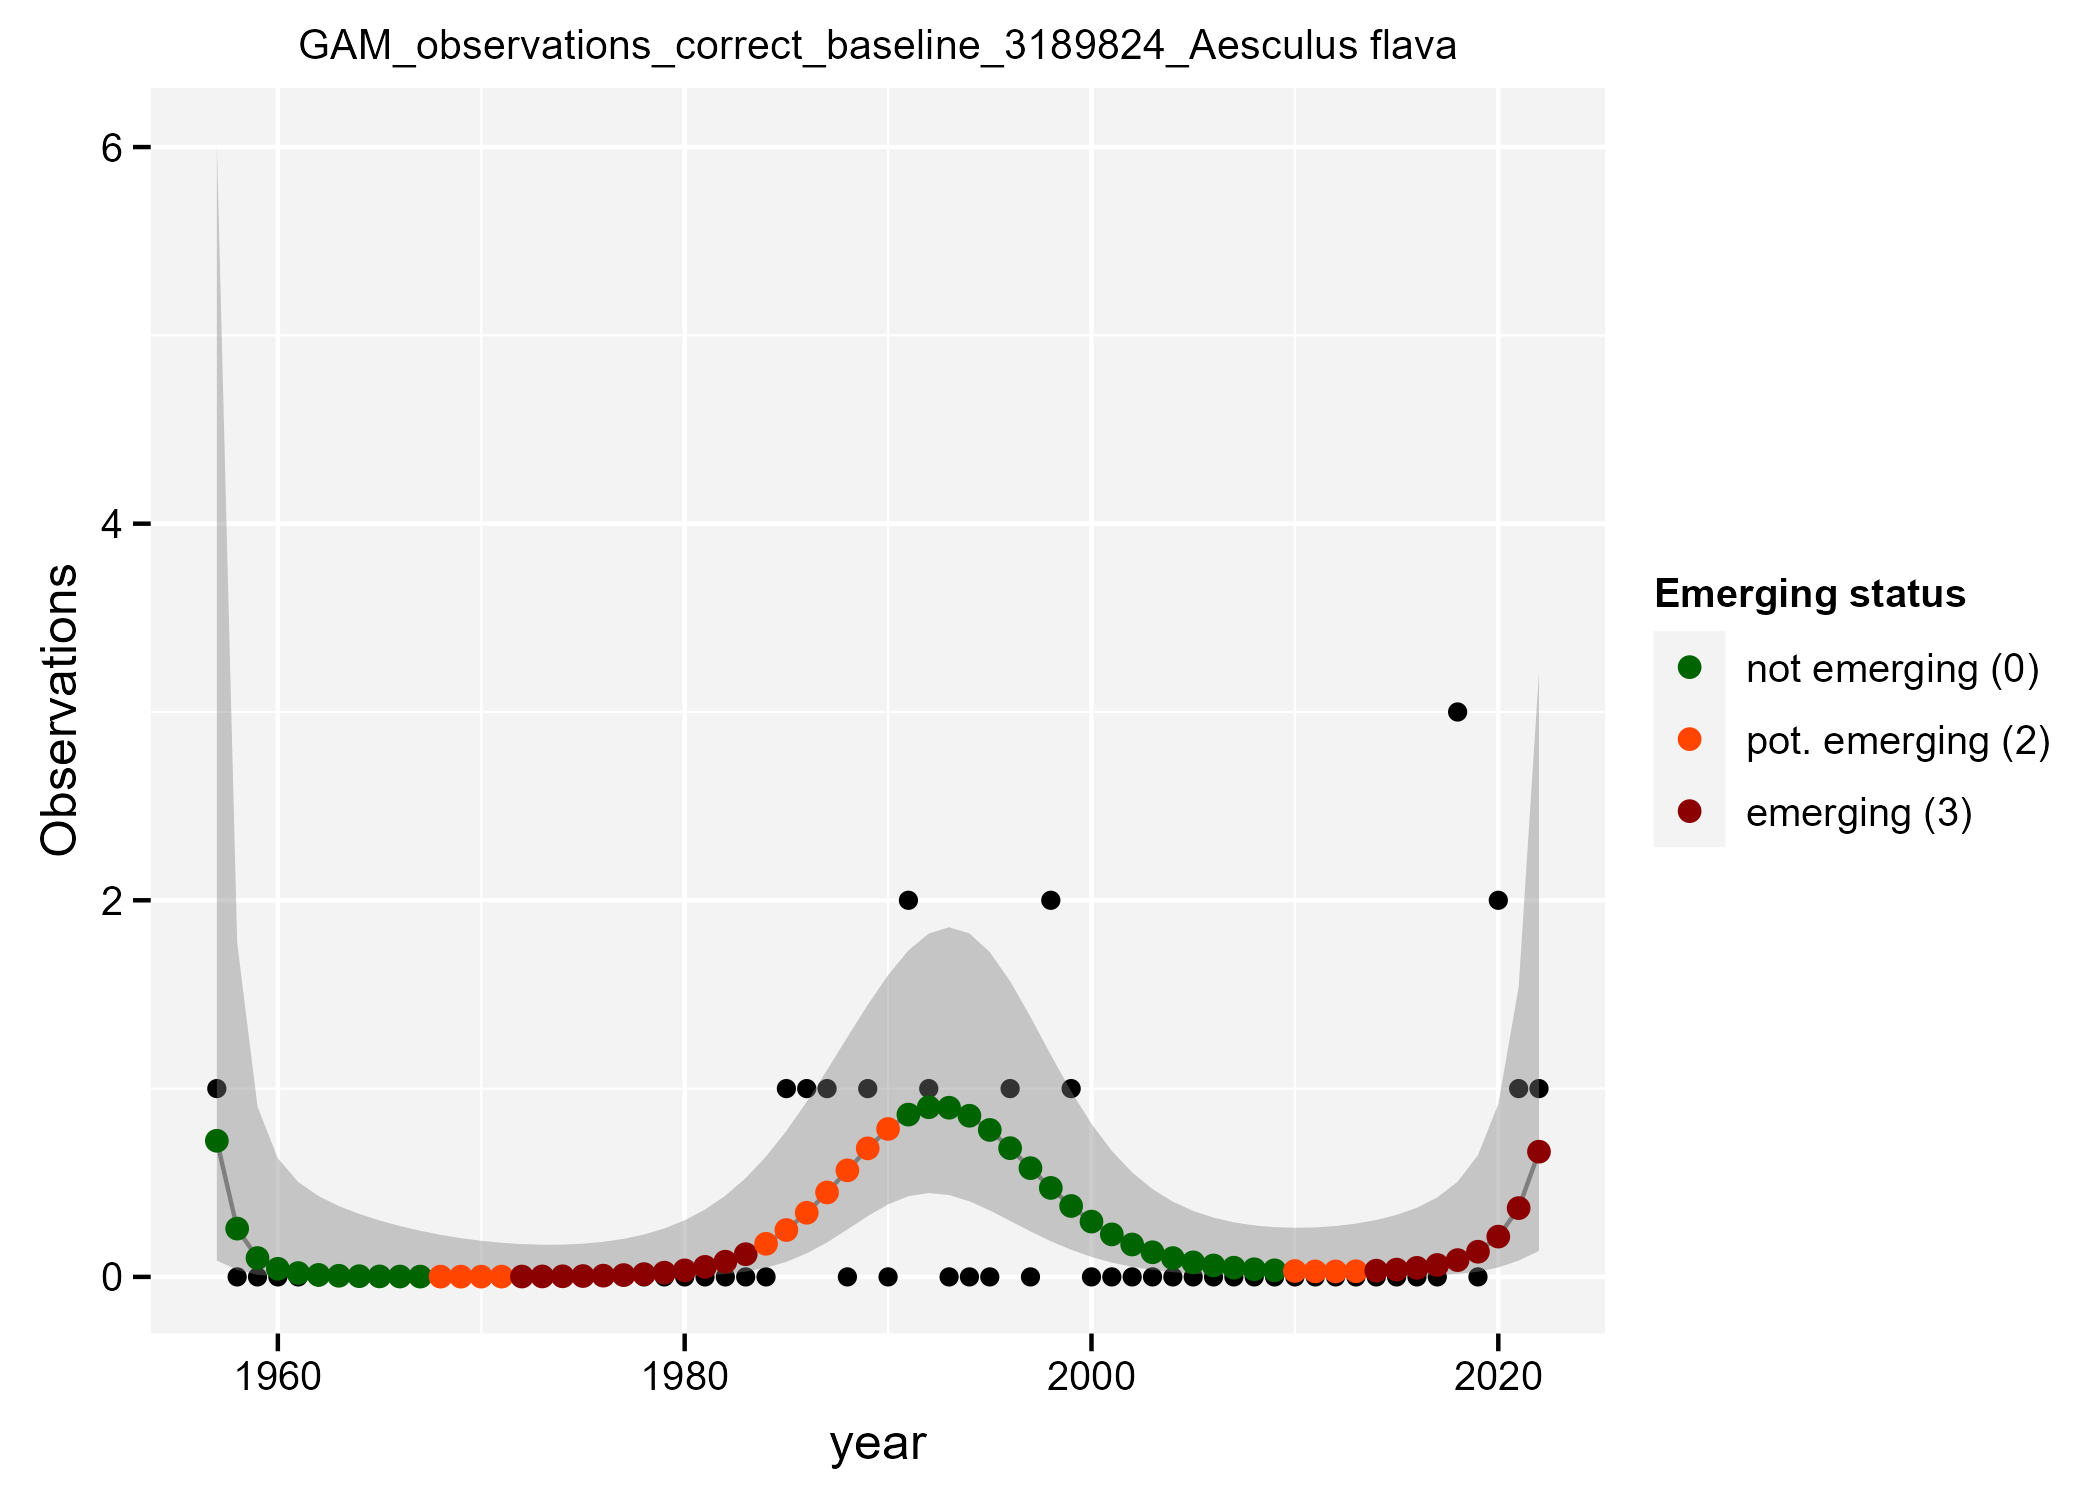 GAM_observations_correct_baseline_3189824_Aesculus flava
6
4
2
0
Observations
1960
1980
2000
2020
year
Emerging status
not emerging (0)
pot. emerging (2)
emerging (3)